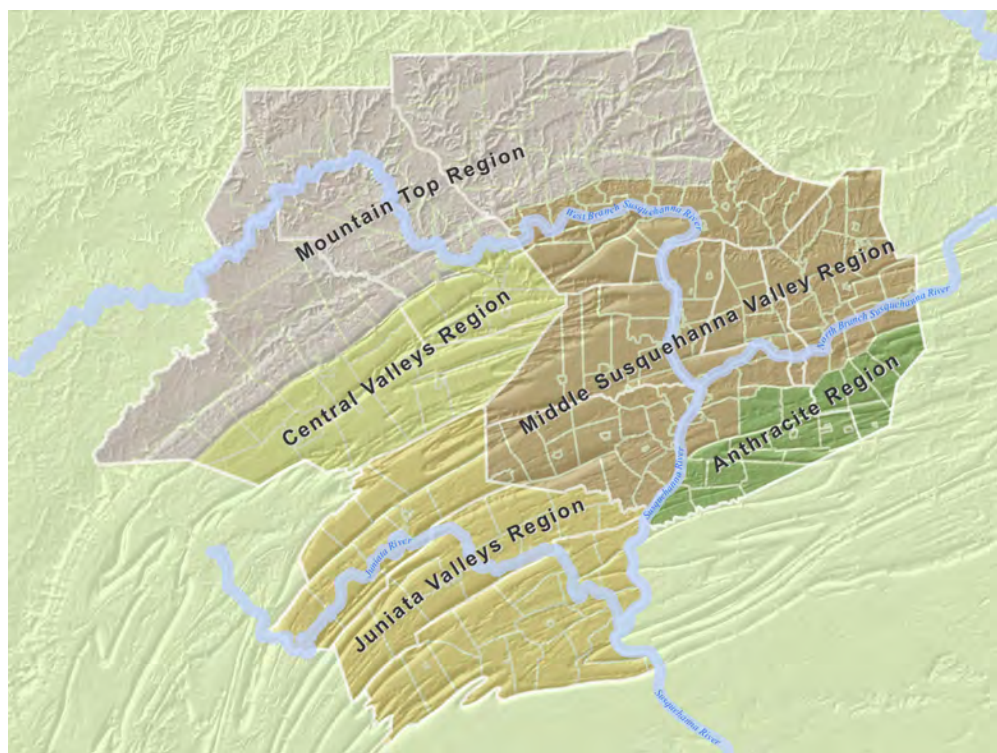 Mountain Top Region
West Branch Susquehanna River
Middle Susquehanna Valley Region
North Branch Susquehanna River
Central Valleys Region
Anthracite Region
Susquehanna River
Juniata River
Juniata Valleys Region
Susquehanna River